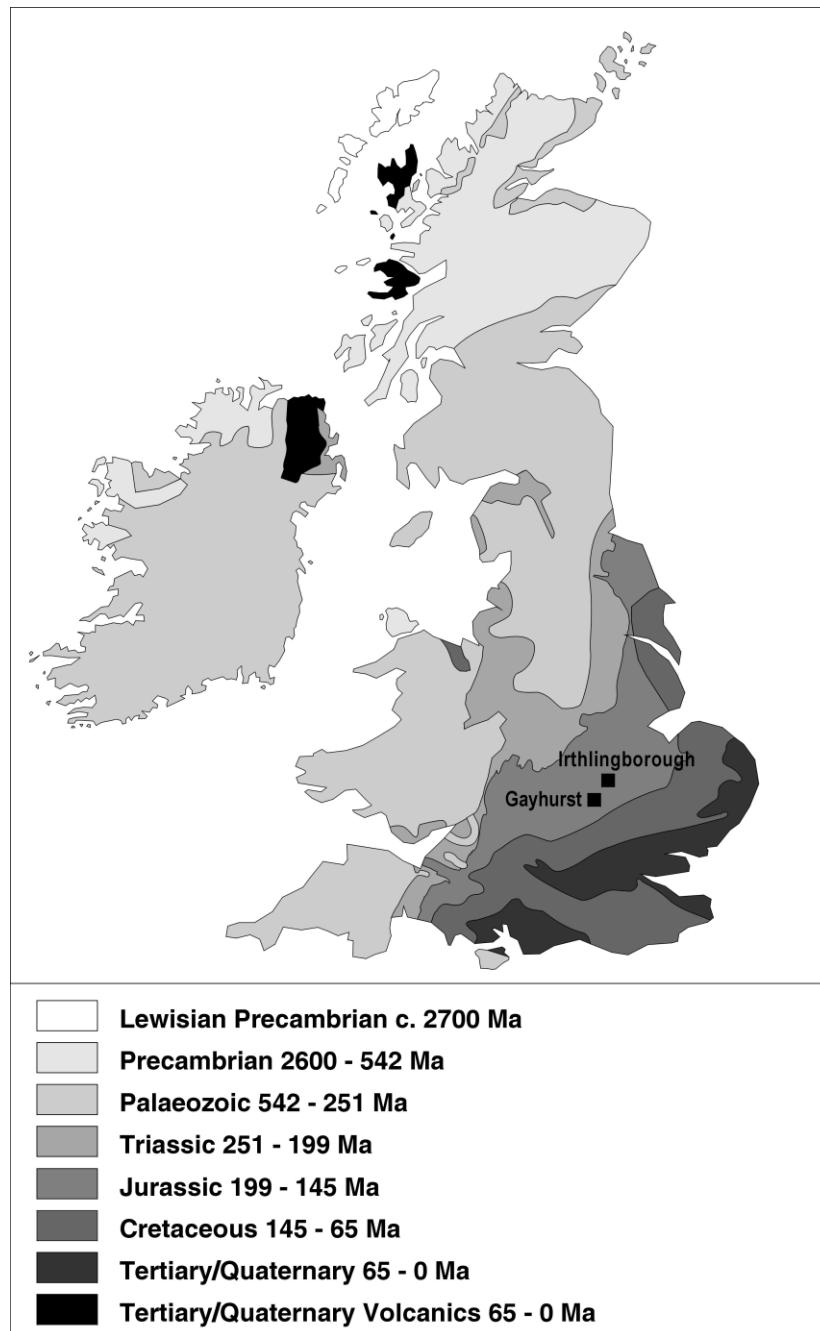 Irthlingborough
Gayhurst
Lewisian Precambrian c. 2700 Ma
Precambrian 2600 - 542 Ma
Palaeozoic 542 - 251 Ma
Triassic 251 - 199 Ma
Jurassic 199 - 145 Ma
Cretaceous 145 - 65 Ma
Tertiary/Quaternary 65 - 0 Ma
Tertiary/Quaternary Volcanics 65 - 0 Ma